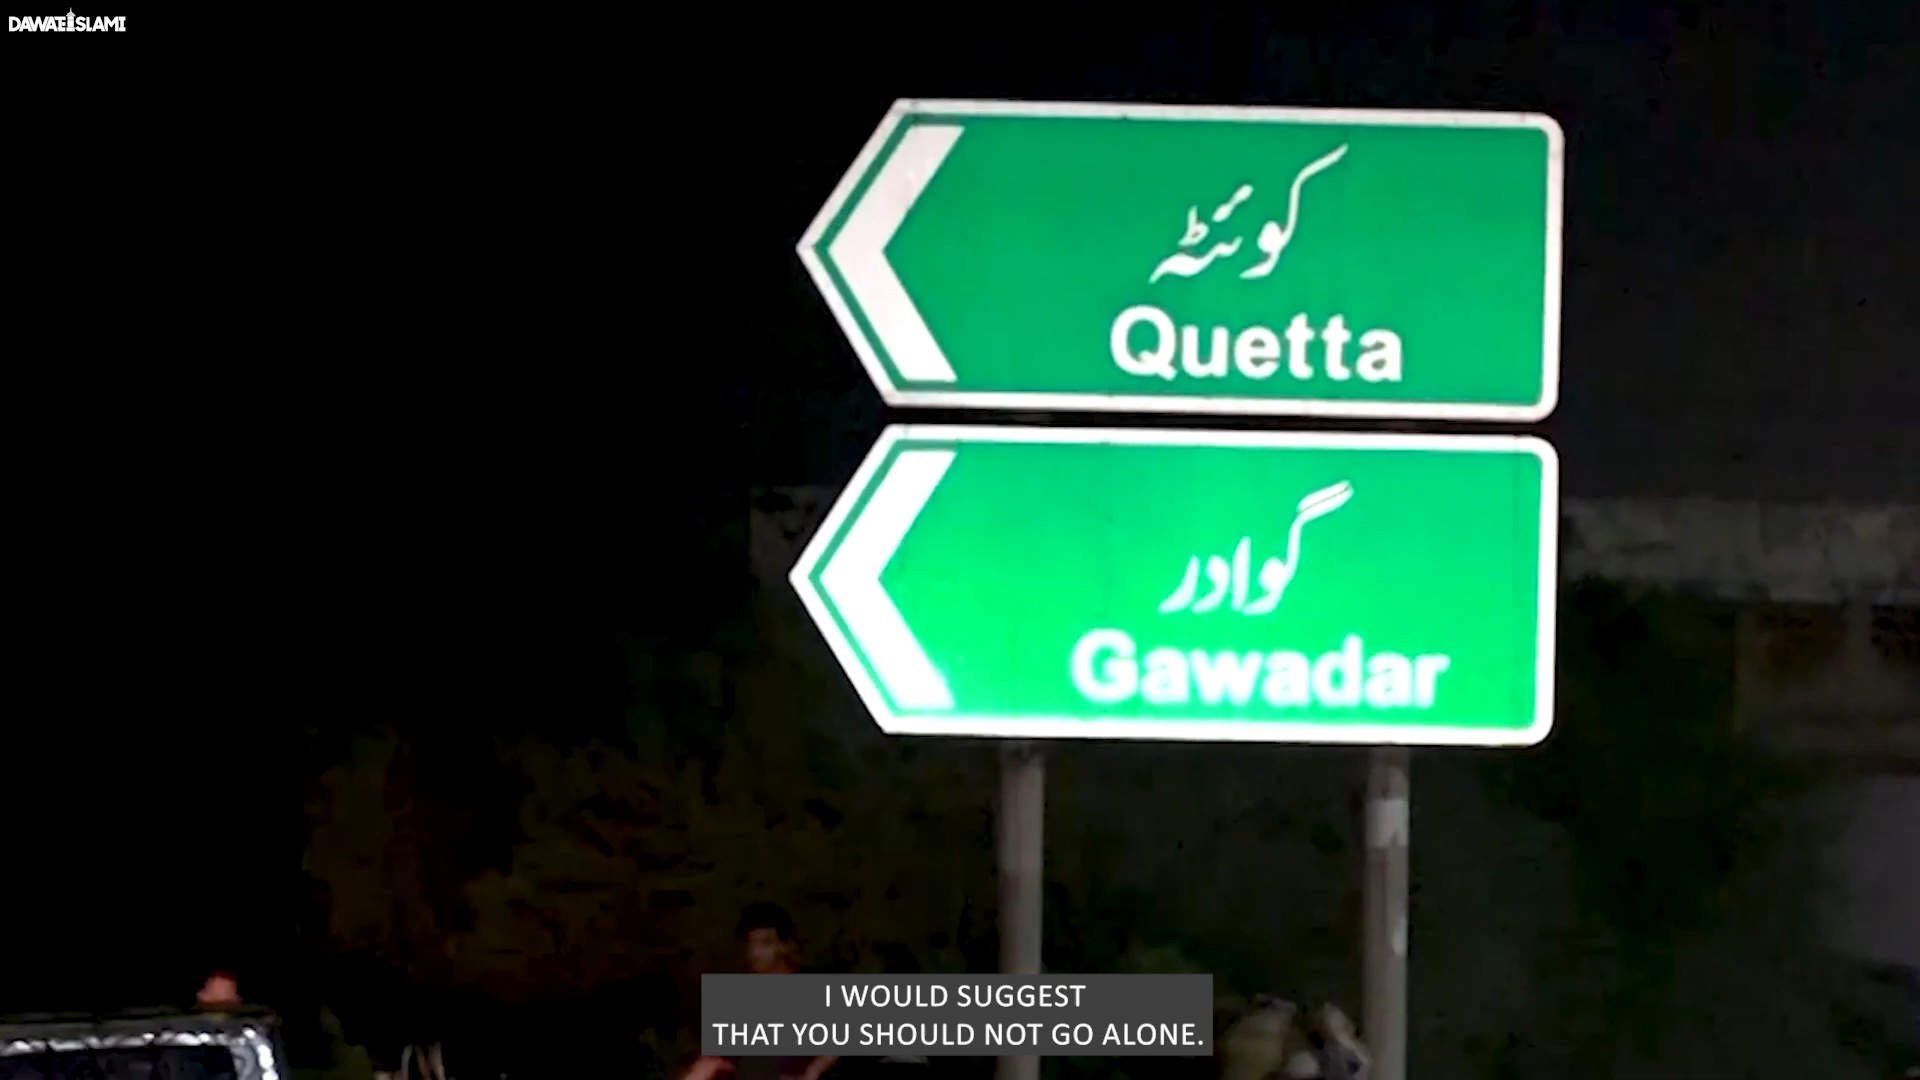 DAWATEISLAMI
کوئٹہ
Quetta
گوادر
Gawadar
I WOULD SUGGEST
THAT YOU SHOULD NOT GO ALONE.